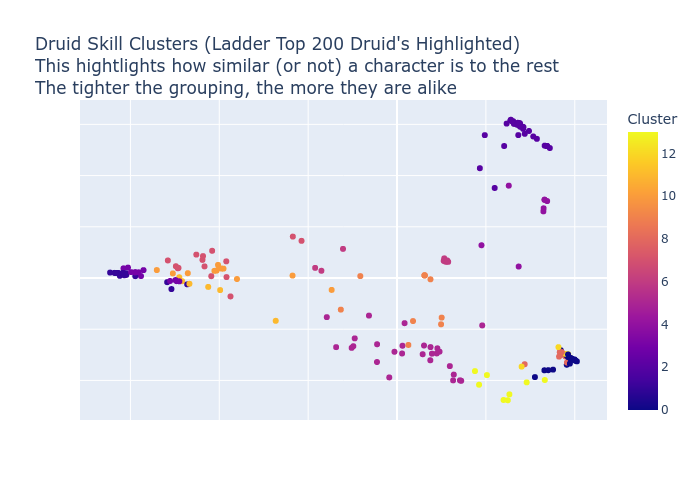 Druid Skill Clusters (Ladder Top 200 Druid's Highlighted)
This hightlights how similar (or not) a character is to the rest
The tighter the grouping, the more they are alike
Cluster
12
10
8
6
4
2
0